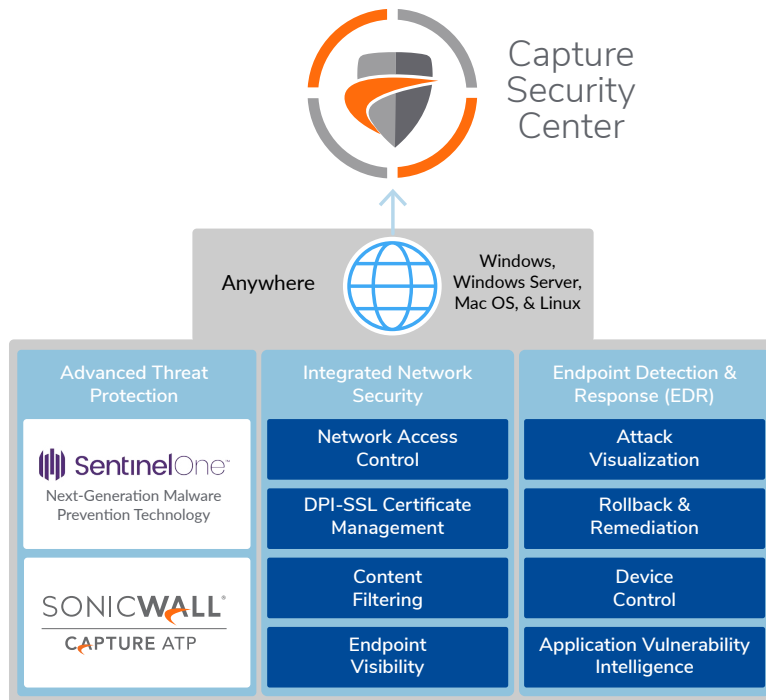 Capture
Security
Center
Anywhere
Windows,
Windows Server,
Mac OS, & Linux
Advanced Threat
Protection
SentinelOne™
Next-Generation Malware
Prevention Technology
SONICWALL®
CAPTURE ATP
Integrated Network
Security
Network Access
Control
DPI-SSL Certificate
Management
Content
Filtering
Endpoint
Visibility
Endpoint Detection &
Response (EDR)
Attack
Visualization
Rollback &
Remediation
Device
Control
Application Vulnerability
Intelligence